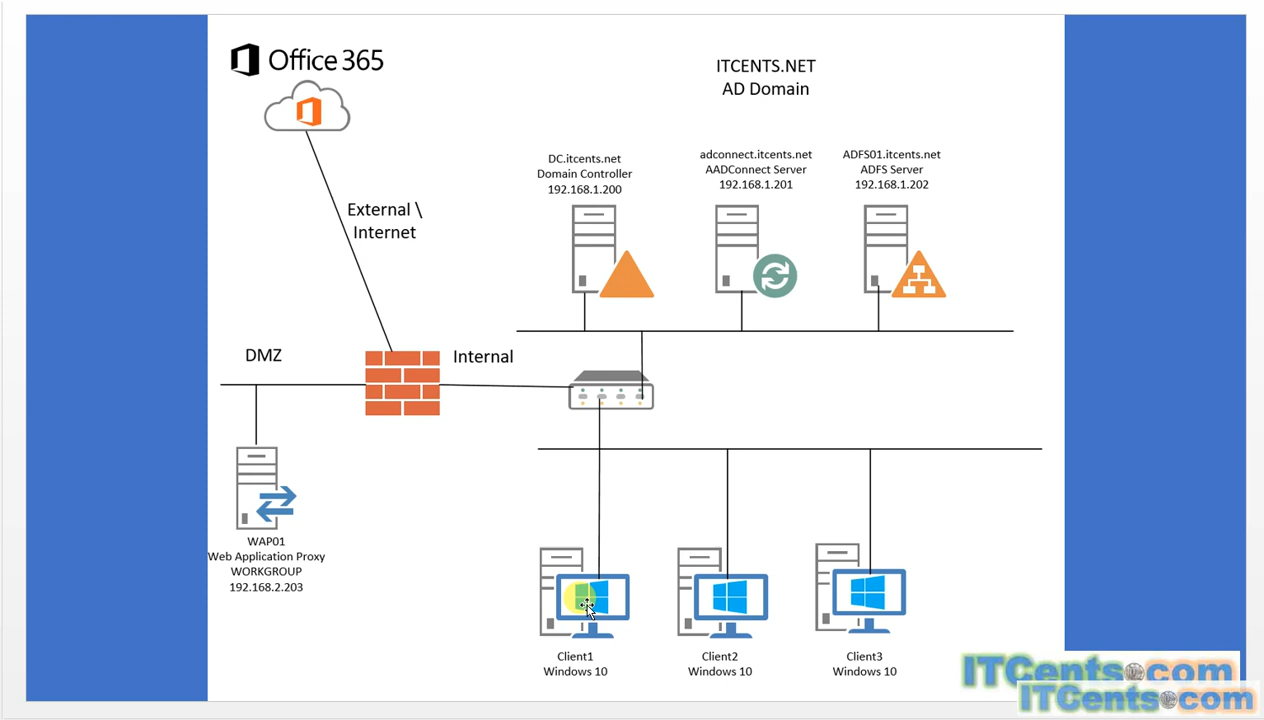 Office 365
ITCENTS.NET
AD Domain
DC.itcents.net
Domain Controller
192.168.1.200
adconnect.itcents.net
AADConnect Server
192.168.1.201
ADFS01.itcents.net
ADFS Server
192.168.1.202
External \
Internet
DMZ
Internal
WAP01
Web Application Proxy
WORKGROUP
192.168.2.203
Client1
Windows 10
Client2
Windows 10
Client3
Windows 10
ITCents.com
ITCents.com